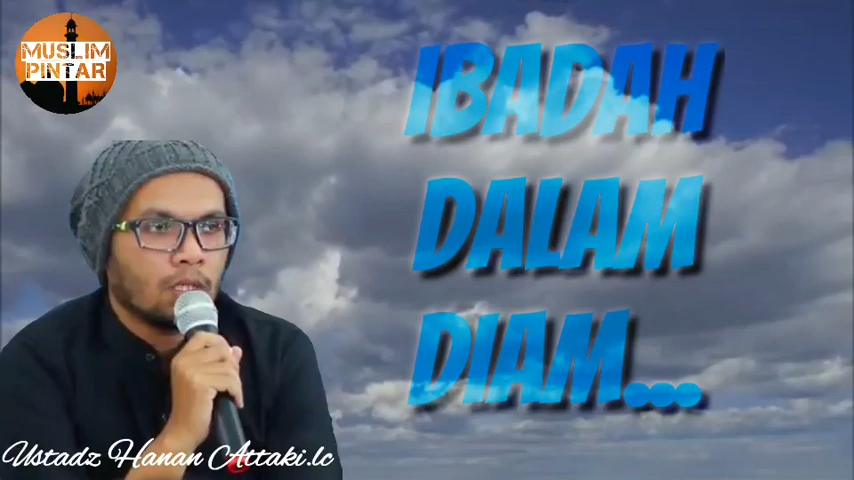 MUSLIM
PINTAR
IBADAH
DALAM
DIAM...
Ustadz Hanan Attaki.lc